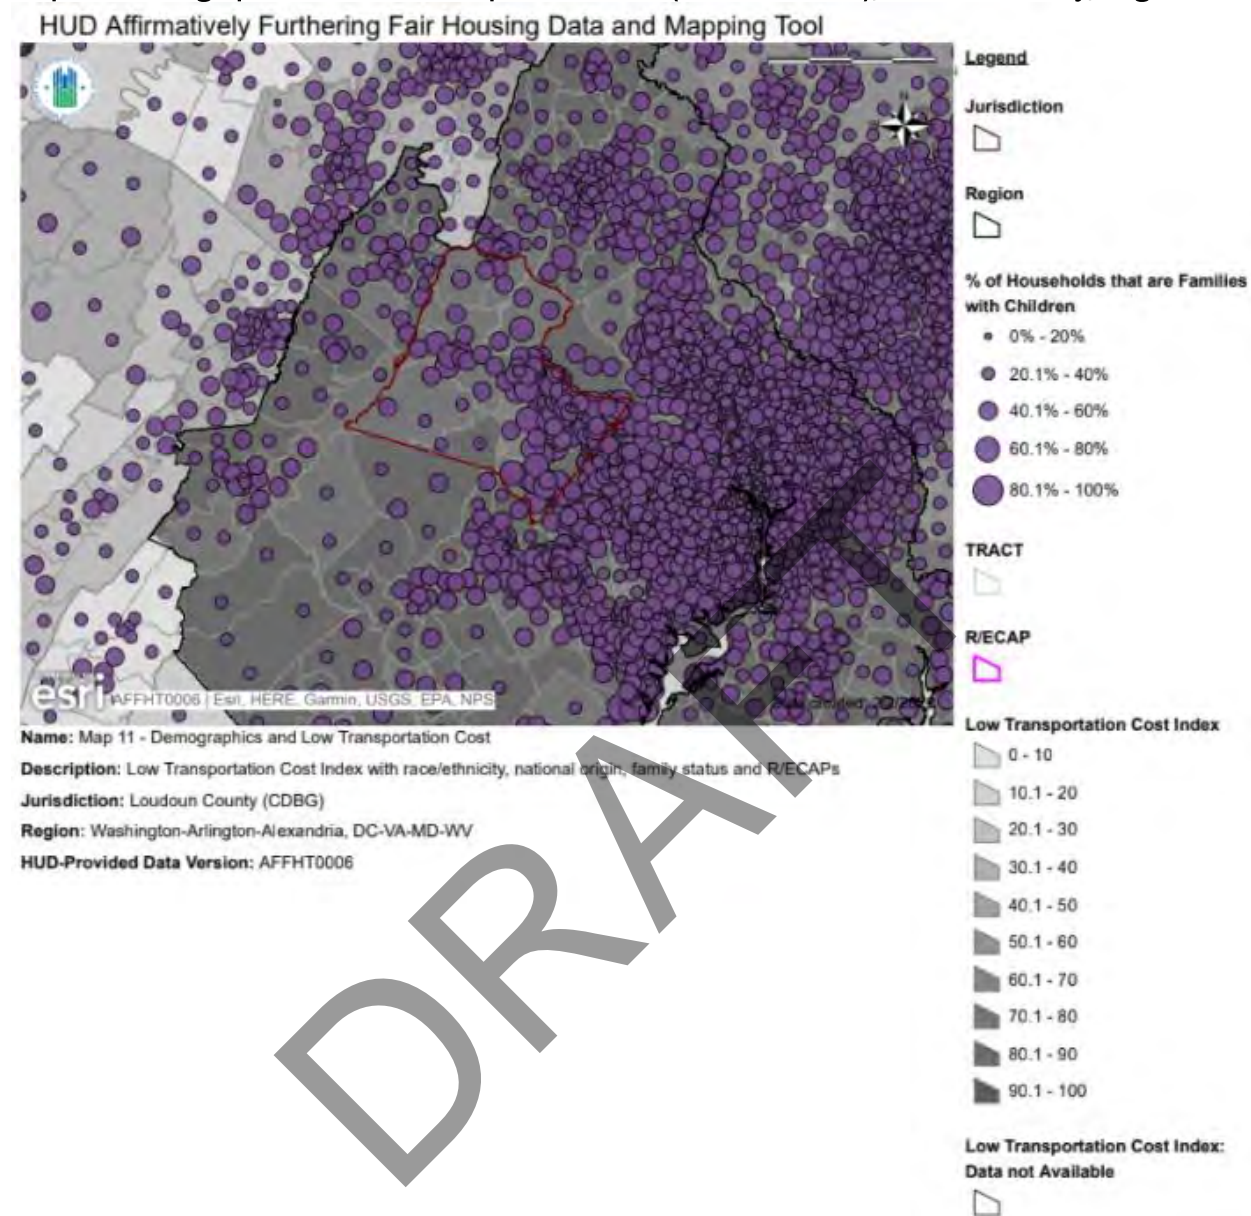 HUD Affirmatively Furthering Fair Housing Data and Mapping Tool
Legend
Jurisdiction
Region
% of Households that are Families
with Children
0% - 20%
20.1% - 40%
40.1% - 60%
60.1% - 80%
80.1% - 100%
TRACT
R/ECAP
Low Transportation Cost Index
0 - 10
10.1 - 20
20.1 - 30
30.1 - 40
40.1 - 50
50.1 - 60
60.1 - 70
70.1 - 80
80.1 - 90
90.1 - 100
Low Transportation Cost Index:
Data not Available
N
esri
AFFHT0006 | Esri, HERE, Garmin, USGS, EPA, NPS
Name: Map 11 - Demographics and Low Transportation Cost
Description: Low Transportation Cost Index with race/ethnicity, national origin, family status and R/ECAPs
Jurisdiction: Loudoun County (CDBG)
Region: Washington-Arlington-Alexandria, DC-VA-MD-WV
HUD-Provided Data Version: AFFHT0006
DRAFT